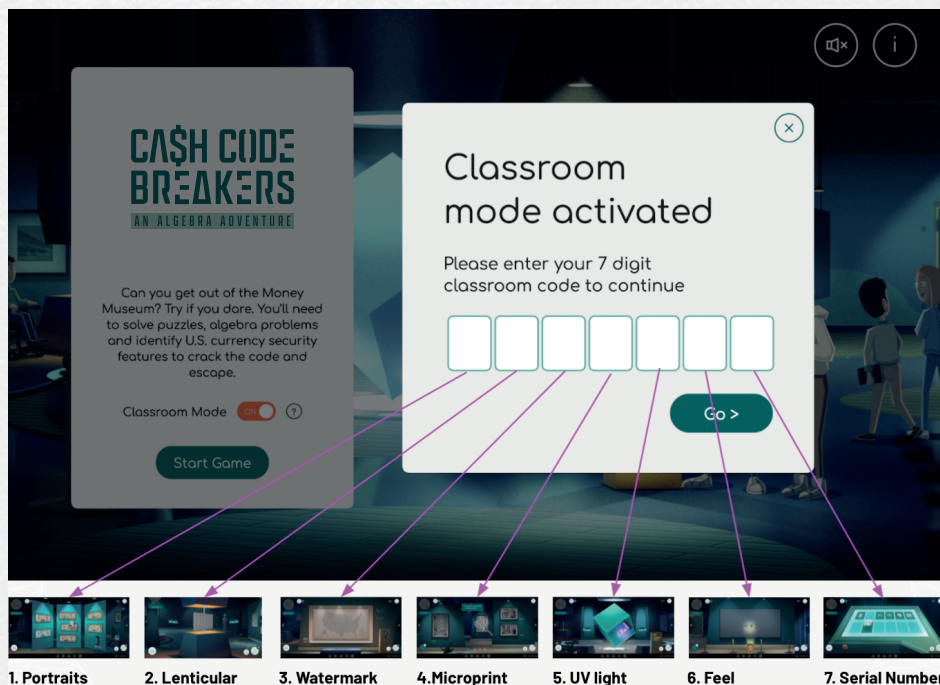 CA$H CODE
BREAKERS
AN ALGEBRA ADVENTURE
Can you get out of the Money
Museum? Try if you dare. You'll need
to solve puzzles, algebra problems
and identify U.S. currency security
features to crack the code and
escape.
Classroom Mode ON ?
Start Game
i
Classroom
mode activated
Please enter your 7 digit
classroom code to continue
Go >
1. Portraits
2. Lenticular
3. Watermark
4.Microprint
5. UV light
6. Feel
7. Serial Number